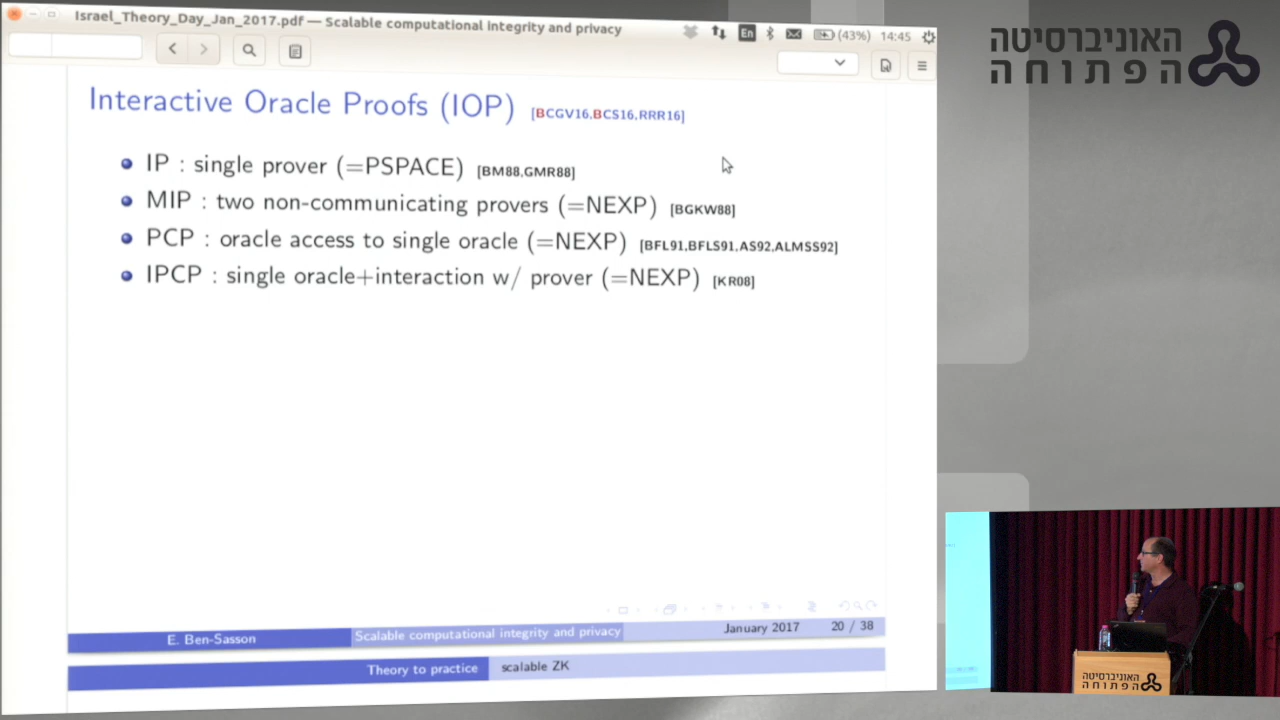 Israel_Theory_Day_Jan_2017.pdf — Scalable computational integrity and privacy
En (43%) 14:45
האוניברסיטה
הפתוחה
Interactive Oracle Proofs (IOP) [BCGV16,BCS16,RRR16]
IP : single prover (=PSPACE) [BM88,GMR88]
MIP : two non-communicating provers (=NEXP) [BGKW88]
PCP : oracle access to single oracle (=NEXP) [BFL91,BFLS91,AS92,ALMSS92]
IPCP : single oracle+interaction w/ prover (=NEXP) [KR08]
E. Ben-Sasson Scalable computational integrity and privacy January 2017 20 / 38
Theory to practice scalable ZK
האוניברסיטה
הפתוחה